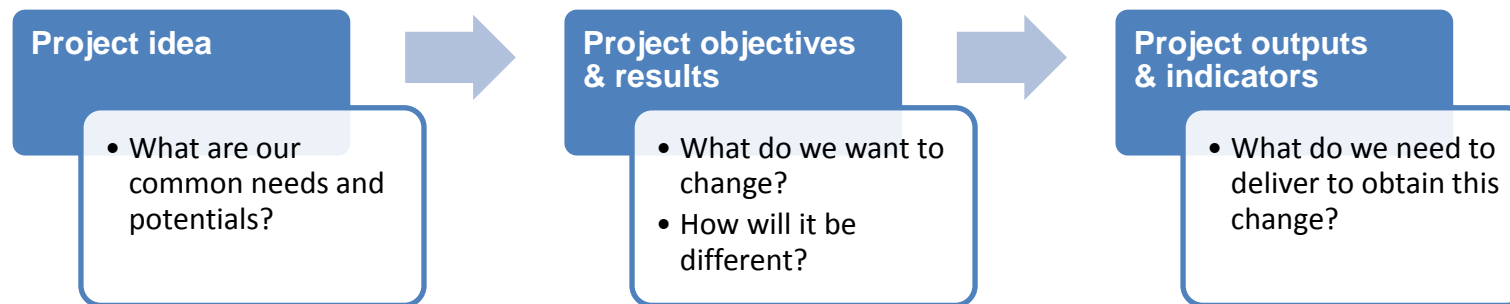 Project idea
• What are our
common needs and
potentials?
Project objectives
& results
• What do we want to
change?
• How will it be
different?
Project outputs
& indicators
• What do we need to
deliver to obtain this
change?